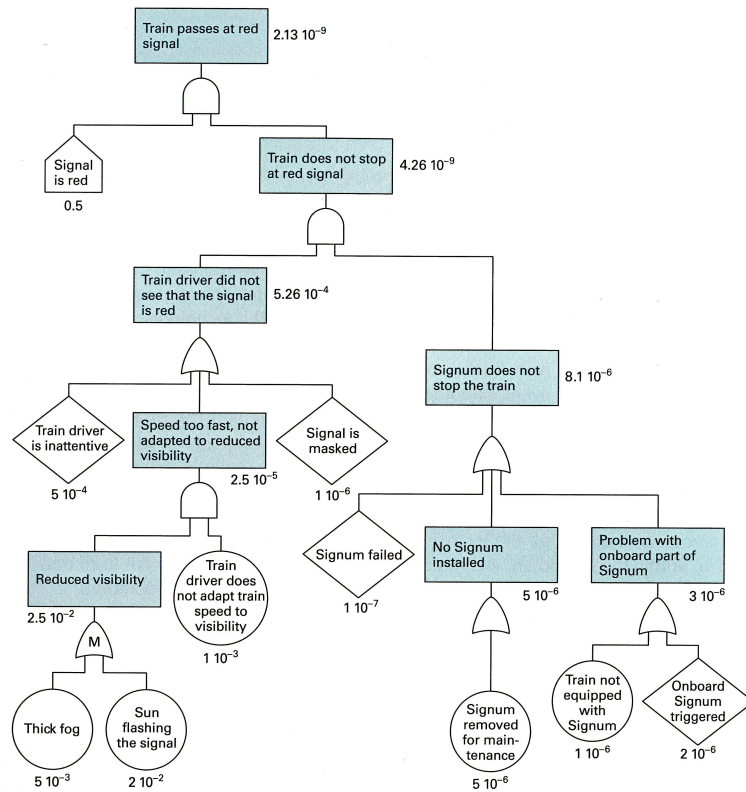 Train passes at red
signal
2.13 10⁻⁹
Signal
is red
0.5
Train does not stop
at red signal
4.26 10⁻⁹
Train driver did not
see that the signal
is red
5.26 10⁻⁴
Signum does not
stop the train
8.1 10⁻⁶
Train driver
is inattentive
5 10⁻⁴
Speed too fast, not
adapted to reduced
visibility
2.5 10⁻⁵
Signal is
masked
1 10⁻⁶
Signum failed
1 10⁻⁷
No Signum
installed
5 10⁻⁶
Problem with
onboard part of
Signum
3 10⁻⁶
Reduced visibility
2.5 10⁻²
Train
driver does
not adapt train
speed to
visibility
1 10⁻³
M
Thick fog
5 10⁻³
Sun
flashing
the signal
2 10⁻²
Signum
removed
for main-
tenance
5 10⁻⁶
Train not
equipped
with
Signum
1 10⁻⁶
Onboard
Signum
triggered
2 10⁻⁶